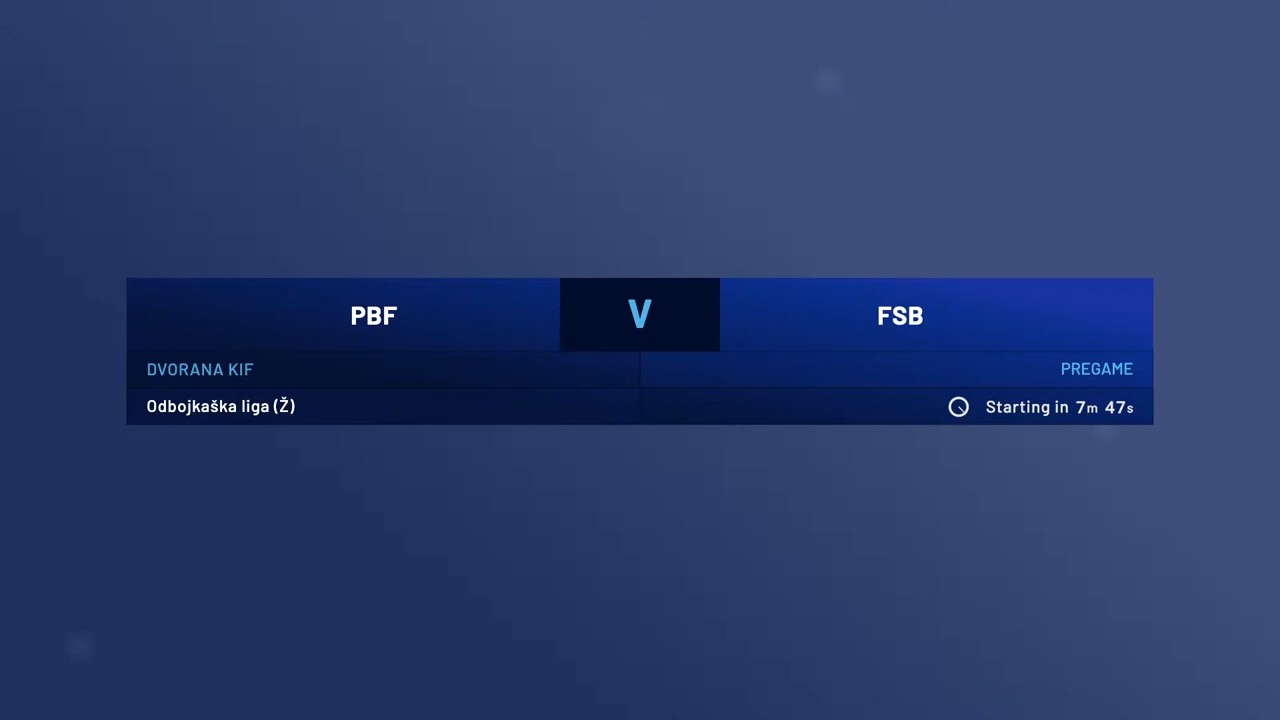 PBF V FSB
DVORANA KIF PREGAME
Odbojkaška liga (Ž) Starting in 7m 47s